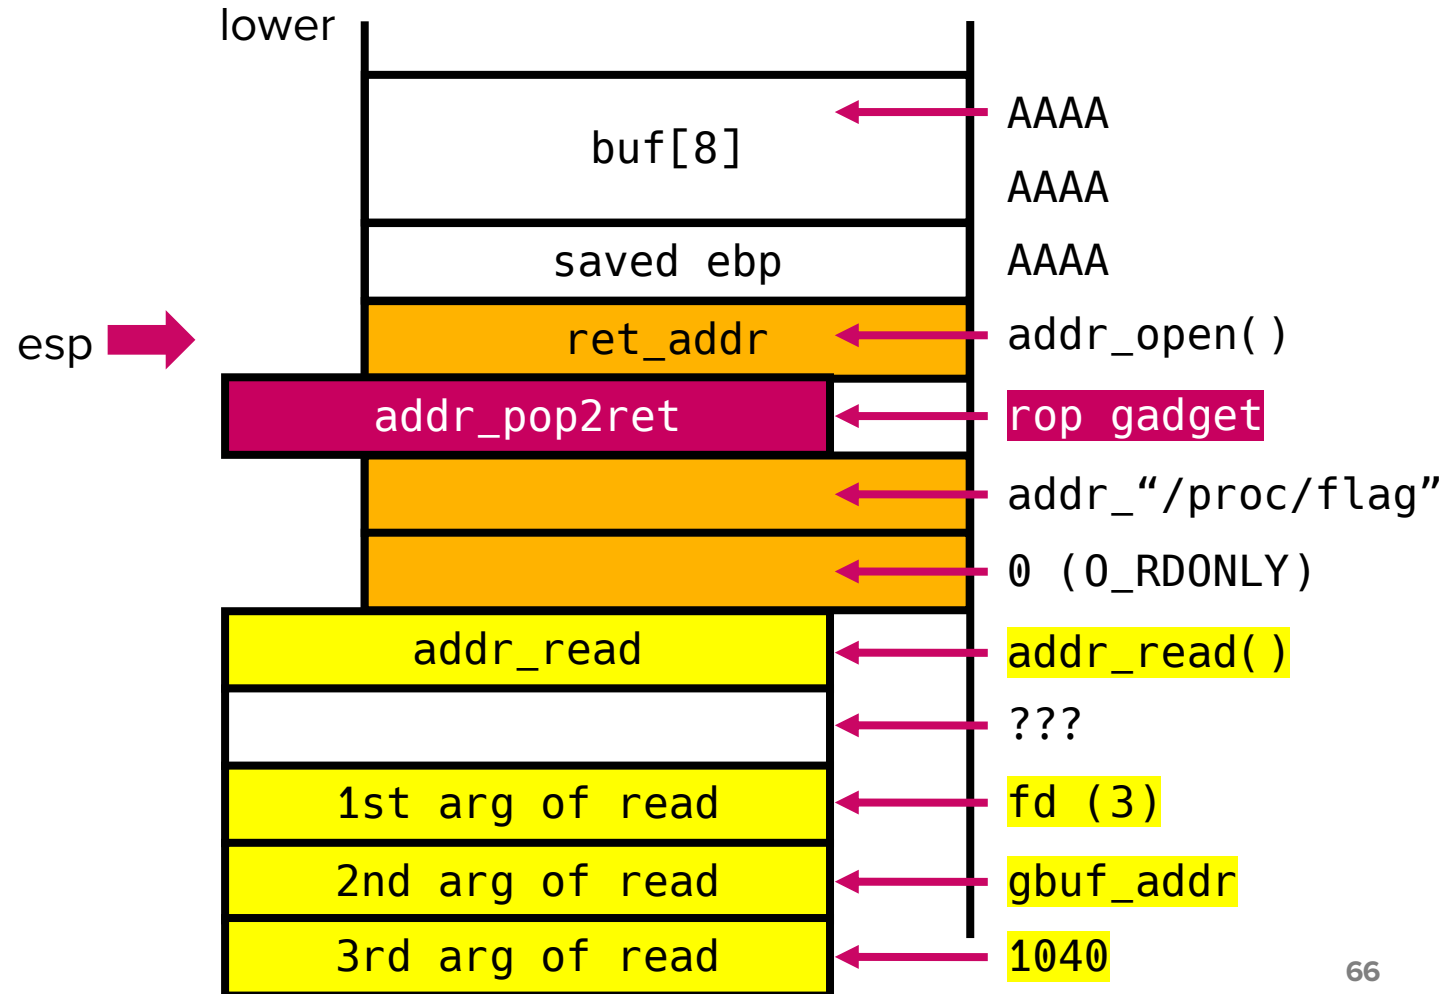 lower
AAAA
buf[8]
AAAA
saved ebp
AAAA
esp
ret_addr
addr_open()
addr_pop2ret
rop gadget
addr_“/proc/flag”
0 (O_RDONLY)
addr_read
addr_read()
???
1st arg of read
fd (3)
2nd arg of read
gbuf_addr
3rd arg of read
1040
66